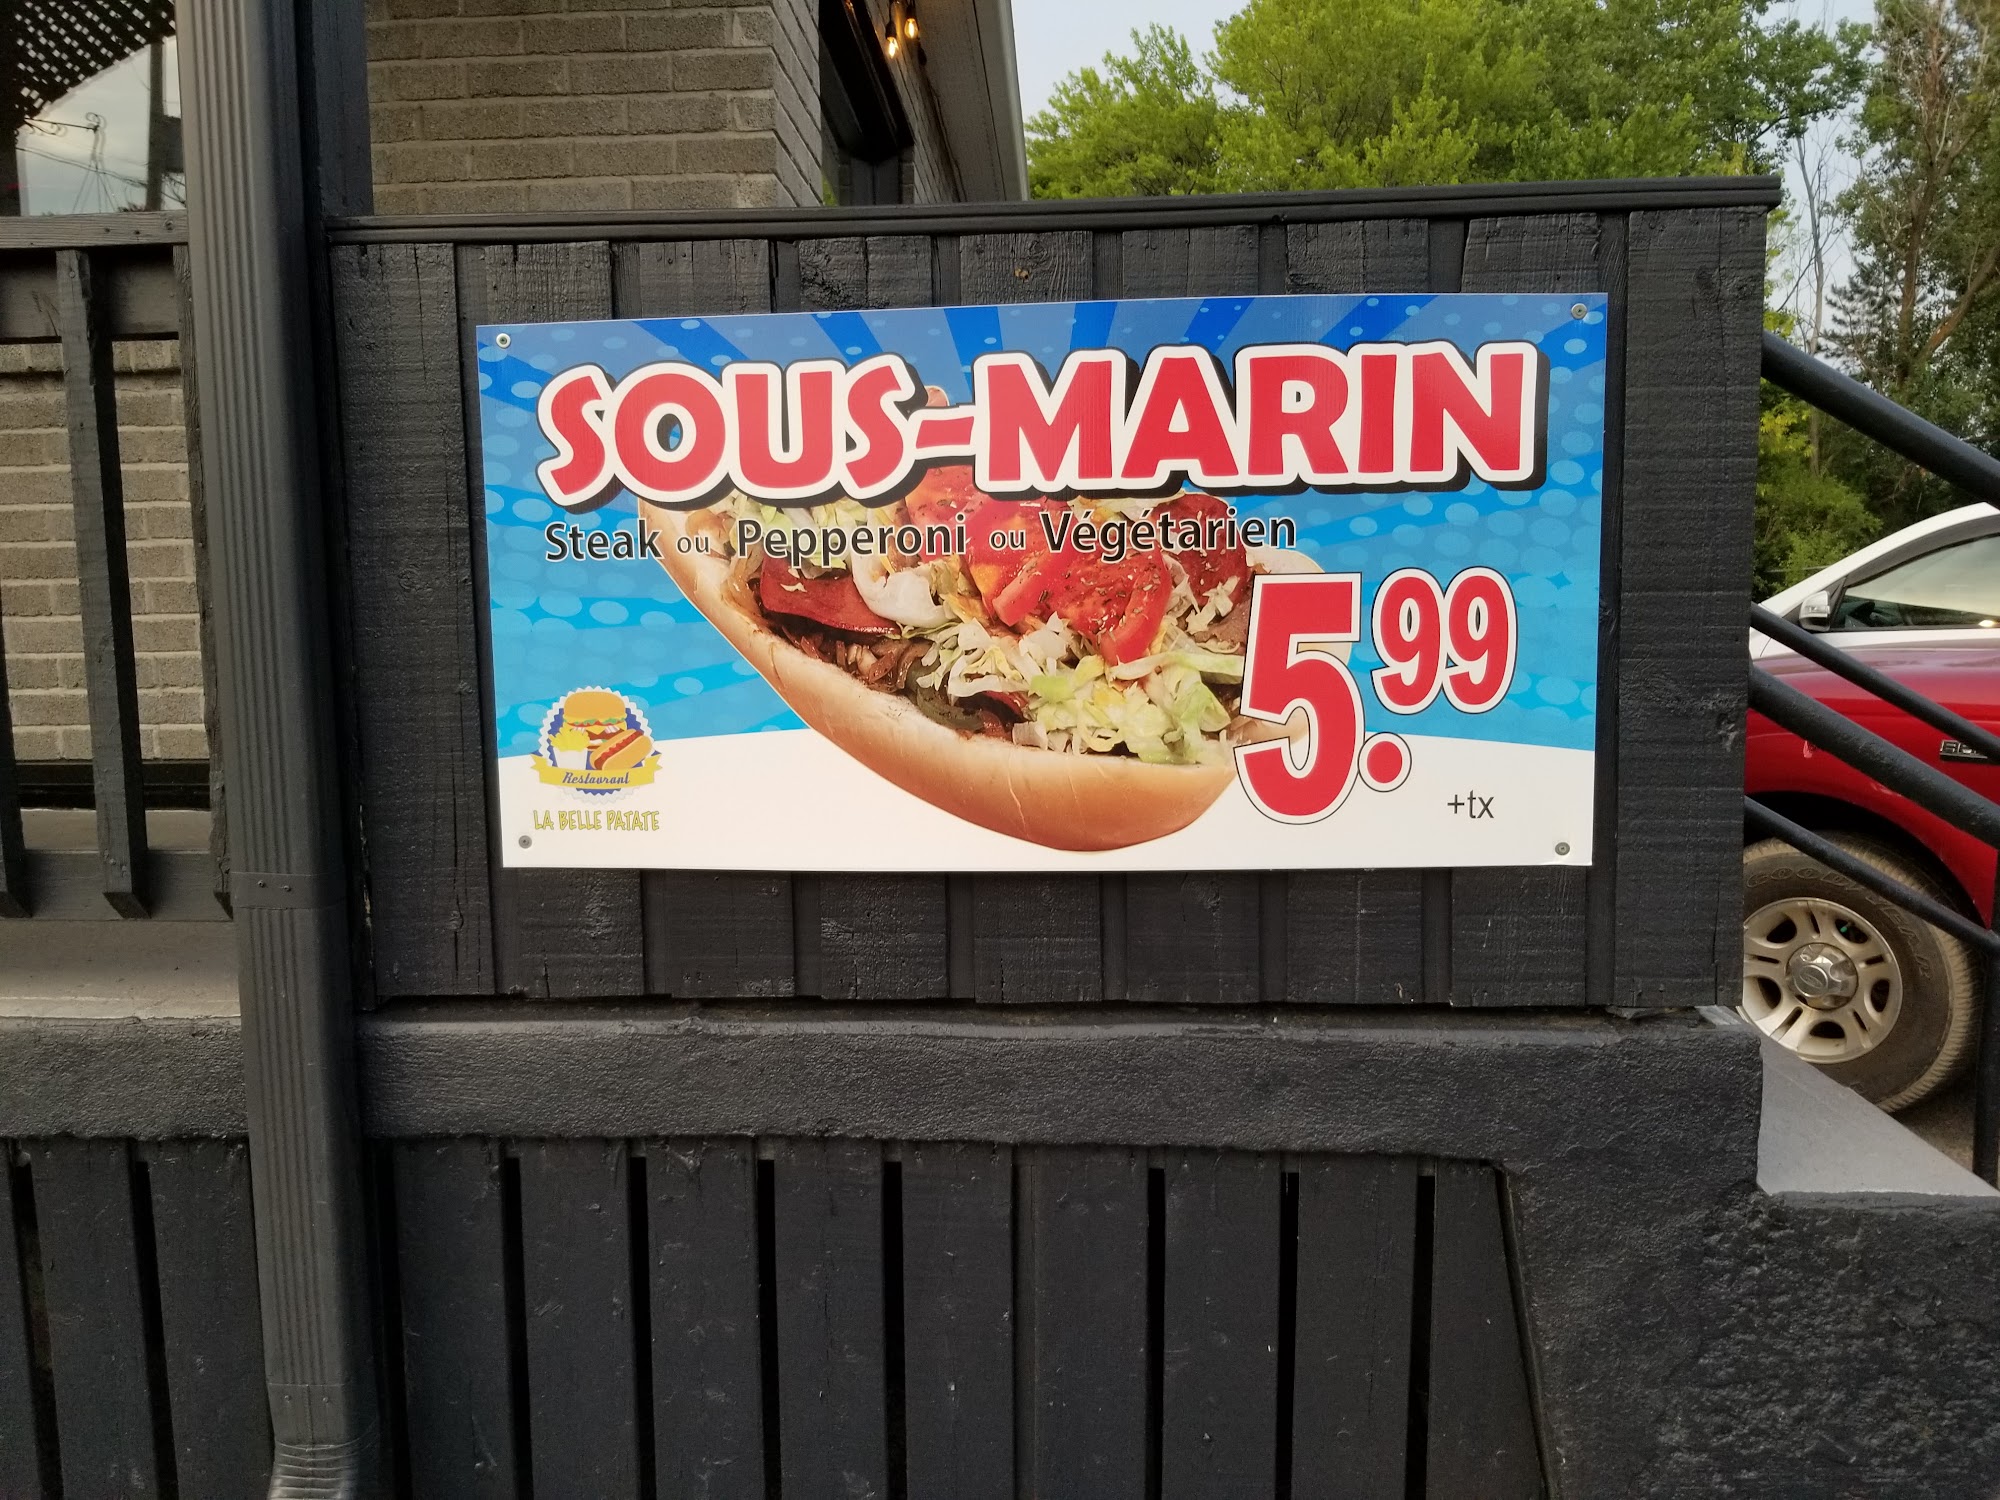 SOUS-MARIN
Steak ou Pepperoni ou Végétarien
5.99
+tx
Restaurant
LA BELLE PATATE